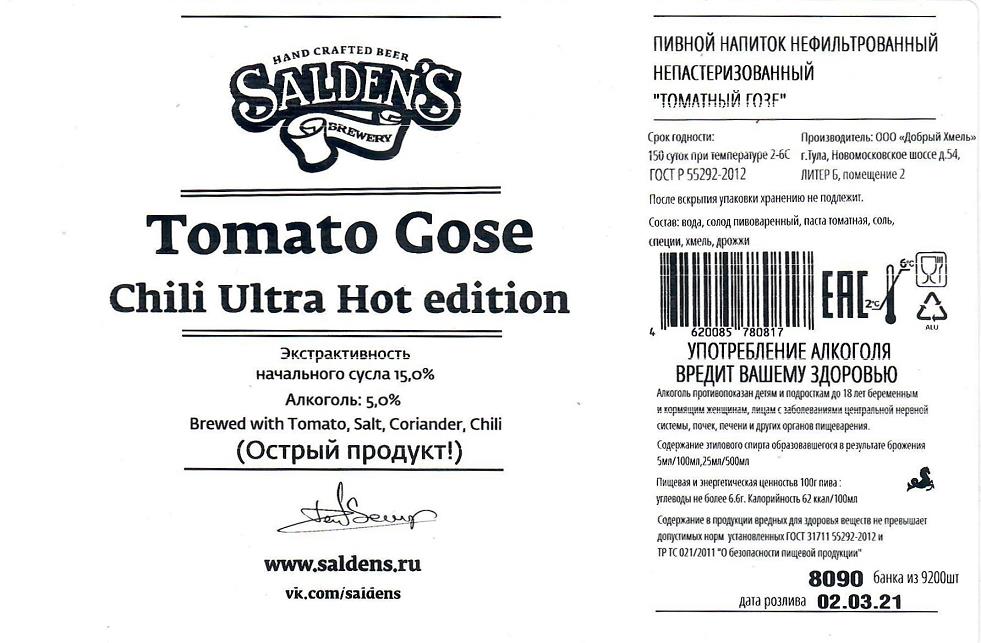 HAND CRAFTED BEER
SALDEN'S
BREWERY
Tomato Gose
Chili Ultra Hot edition
Экстрактивность
начального сусла 15,0%
Алкоголь: 5,0%
Brewed with Tomato, Salt, Coriander, Chili
(Острый продукт!)
www.saldens.ru
vk.com/saldens
ПИВНОЙ НАПИТОК НЕФИЛЬТРОВАННЫЙ
НЕПАСТЕРИЗОВАННЫЙ
"ТОМАТНЫЙ ГОЗЕ"
Срок годности:
150 суток при температуре 2-6С
ГОСТ Р 55292-2012
Производитель: ООО «Добрый Хмель»
г.Тула, Новомосковское шоссе д.54,
ЛИТЕР Б, помещение 2
После вскрытия упаковки хранению не подлежит.
Состав: вода, солод пивоваренный, паста томатная, соль,
специи, хмель, дрожжи
4 620085 780817
EAC
6°C
2°C
ALU
УПОТРЕБЛЕНИЕ АЛКОГОЛЯ
ВРЕДИТ ВАШЕМУ ЗДОРОВЬЮ
Алкоголь противопоказан детям и подросткам до 18 лет беременным
и кормящим женщинам, лицам с заболеваниями центральной нервной
системы, почек, печени и других органов пищеварения.
Содержание этилового спирта образовавшегося в результате брожения
5мл/100мл,25мл/500мл
Пищевая и энергетическая ценностьв 100г пива :
углеводы не более 6.6г. Калорийность 62 ккал/100мл
Содержание в продукции вредных для здоровья веществ не превышает
допустимых норм установленных ГОСТ 31711 55292-2012 и
ТР ТС 021/2011 "О безопасности пищевой продукции"
8090 банка из 9200шт
дата розлива 02.03.21